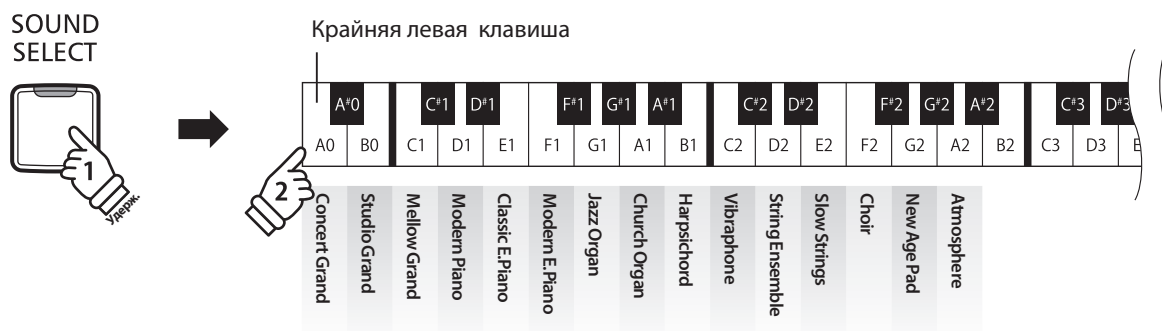 SOUND
SELECT
Крайняя левая клавиша
A#0 C#1 D#1 F#1 G#1 A#1 C#2 D#2 F#2 G#2 A#2 C#3 D#3
A0 B0 C1 D1 E1 F1 G1 A1 B1 C2 D2 E2 F2 G2 A2 B2 C3 D3 E
1
Удерж.
2
Concert Grand
Studio Grand
Mellow Grand
Modern Piano
Classic E.Piano
Modern E.Piano
Jazz Organ
Church Organ
Harpsichord
Vibraphone
String Ensemble
Slow Strings
Choir
New Age Pad
Atmosphere